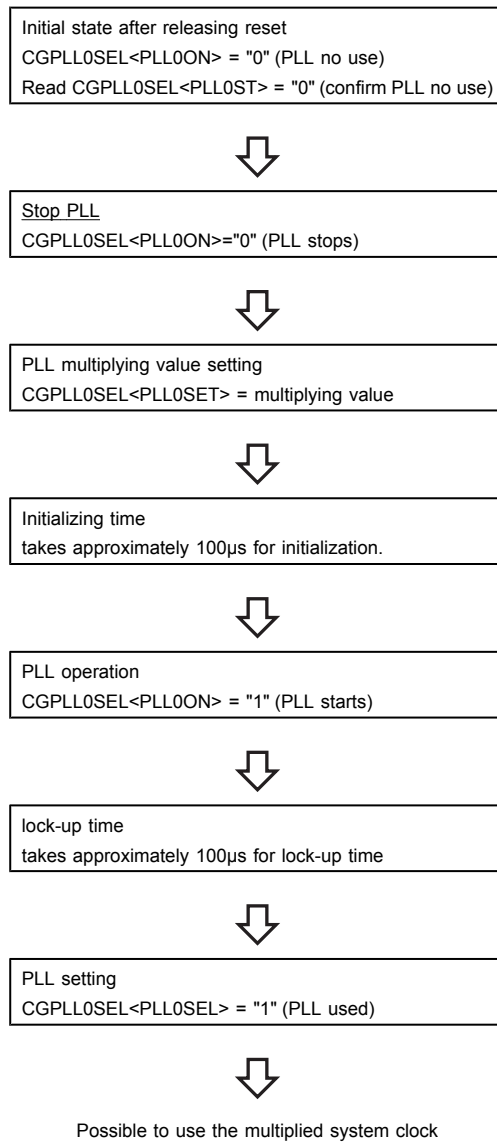 Initial state after releasing reset
CGPLL0SEL<PLL0ON> = "0" (PLL no use)
Read CGPLL0SEL<PLL0ST> = "0" (confirm PLL no use)
Stop PLL
CGPLL0SEL<PLL0ON>="0" (PLL stops)
PLL multiplying value setting
CGPLL0SEL<PLL0SET> = multiplying value
Initializing time
takes approximately 100μs for initialization.
PLL operation
CGPLL0SEL<PLL0ON> = "1" (PLL starts)
lock-up time
takes approximately 100μs for lock-up time
PLL setting
CGPLL0SEL<PLL0SEL> = "1" (PLL used)
Possible to use the multiplied system clock